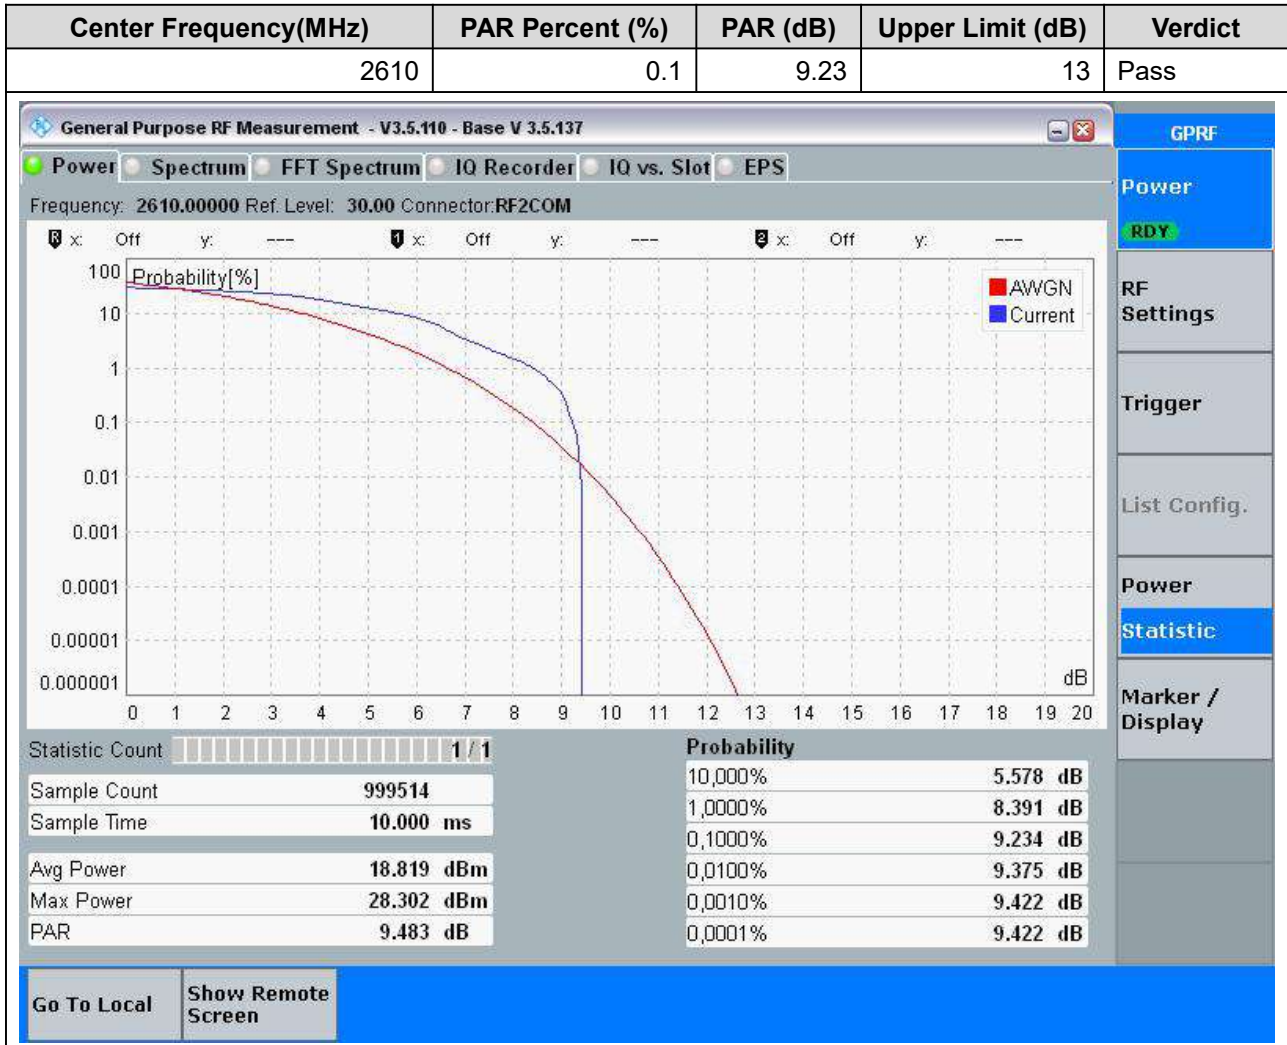 Center Frequency(MHz) PAR Percent (%) PAR (dB) Upper Limit (dB) Verdict
2610 0.1 9.23 13 Pass
General Purpose RF Measurement - V3.5.110 - Base V 3.5.137
GPRF
Power Spectrum FFT Spectrum IQ Recorder IQ vs. Slot EPS
Power
RDY
Frequency: 2610.00000 Ref. Level: 30.00 Connector:RF2COM
R x: Off y: --- 1 x: Off y: --- 2 x: Off y: ---
Probability[%]
AWGN
Current
100
10
1
0.1
0.01
0.001
0.0001
0.00001
0.000001
dB
0 1 2 3 4 5 6 7 8 9 10 11 12 13 14 15 16 17 18 19 20
RF
Settings
Trigger
List Config.
Power
Statistic
Marker /
Display
Statistic Count 1 / 1
Sample Count 999514
Sample Time 10.000 ms
Avg Power 18.819 dBm
Max Power 28.302 dBm
PAR 9.483 dB
Probability
10,000% 5.578 dB
1,0000% 8.391 dB
0,1000% 9.234 dB
0,0100% 9.375 dB
0,0010% 9.422 dB
0,0001% 9.422 dB
Go To Local
Show Remote
Screen